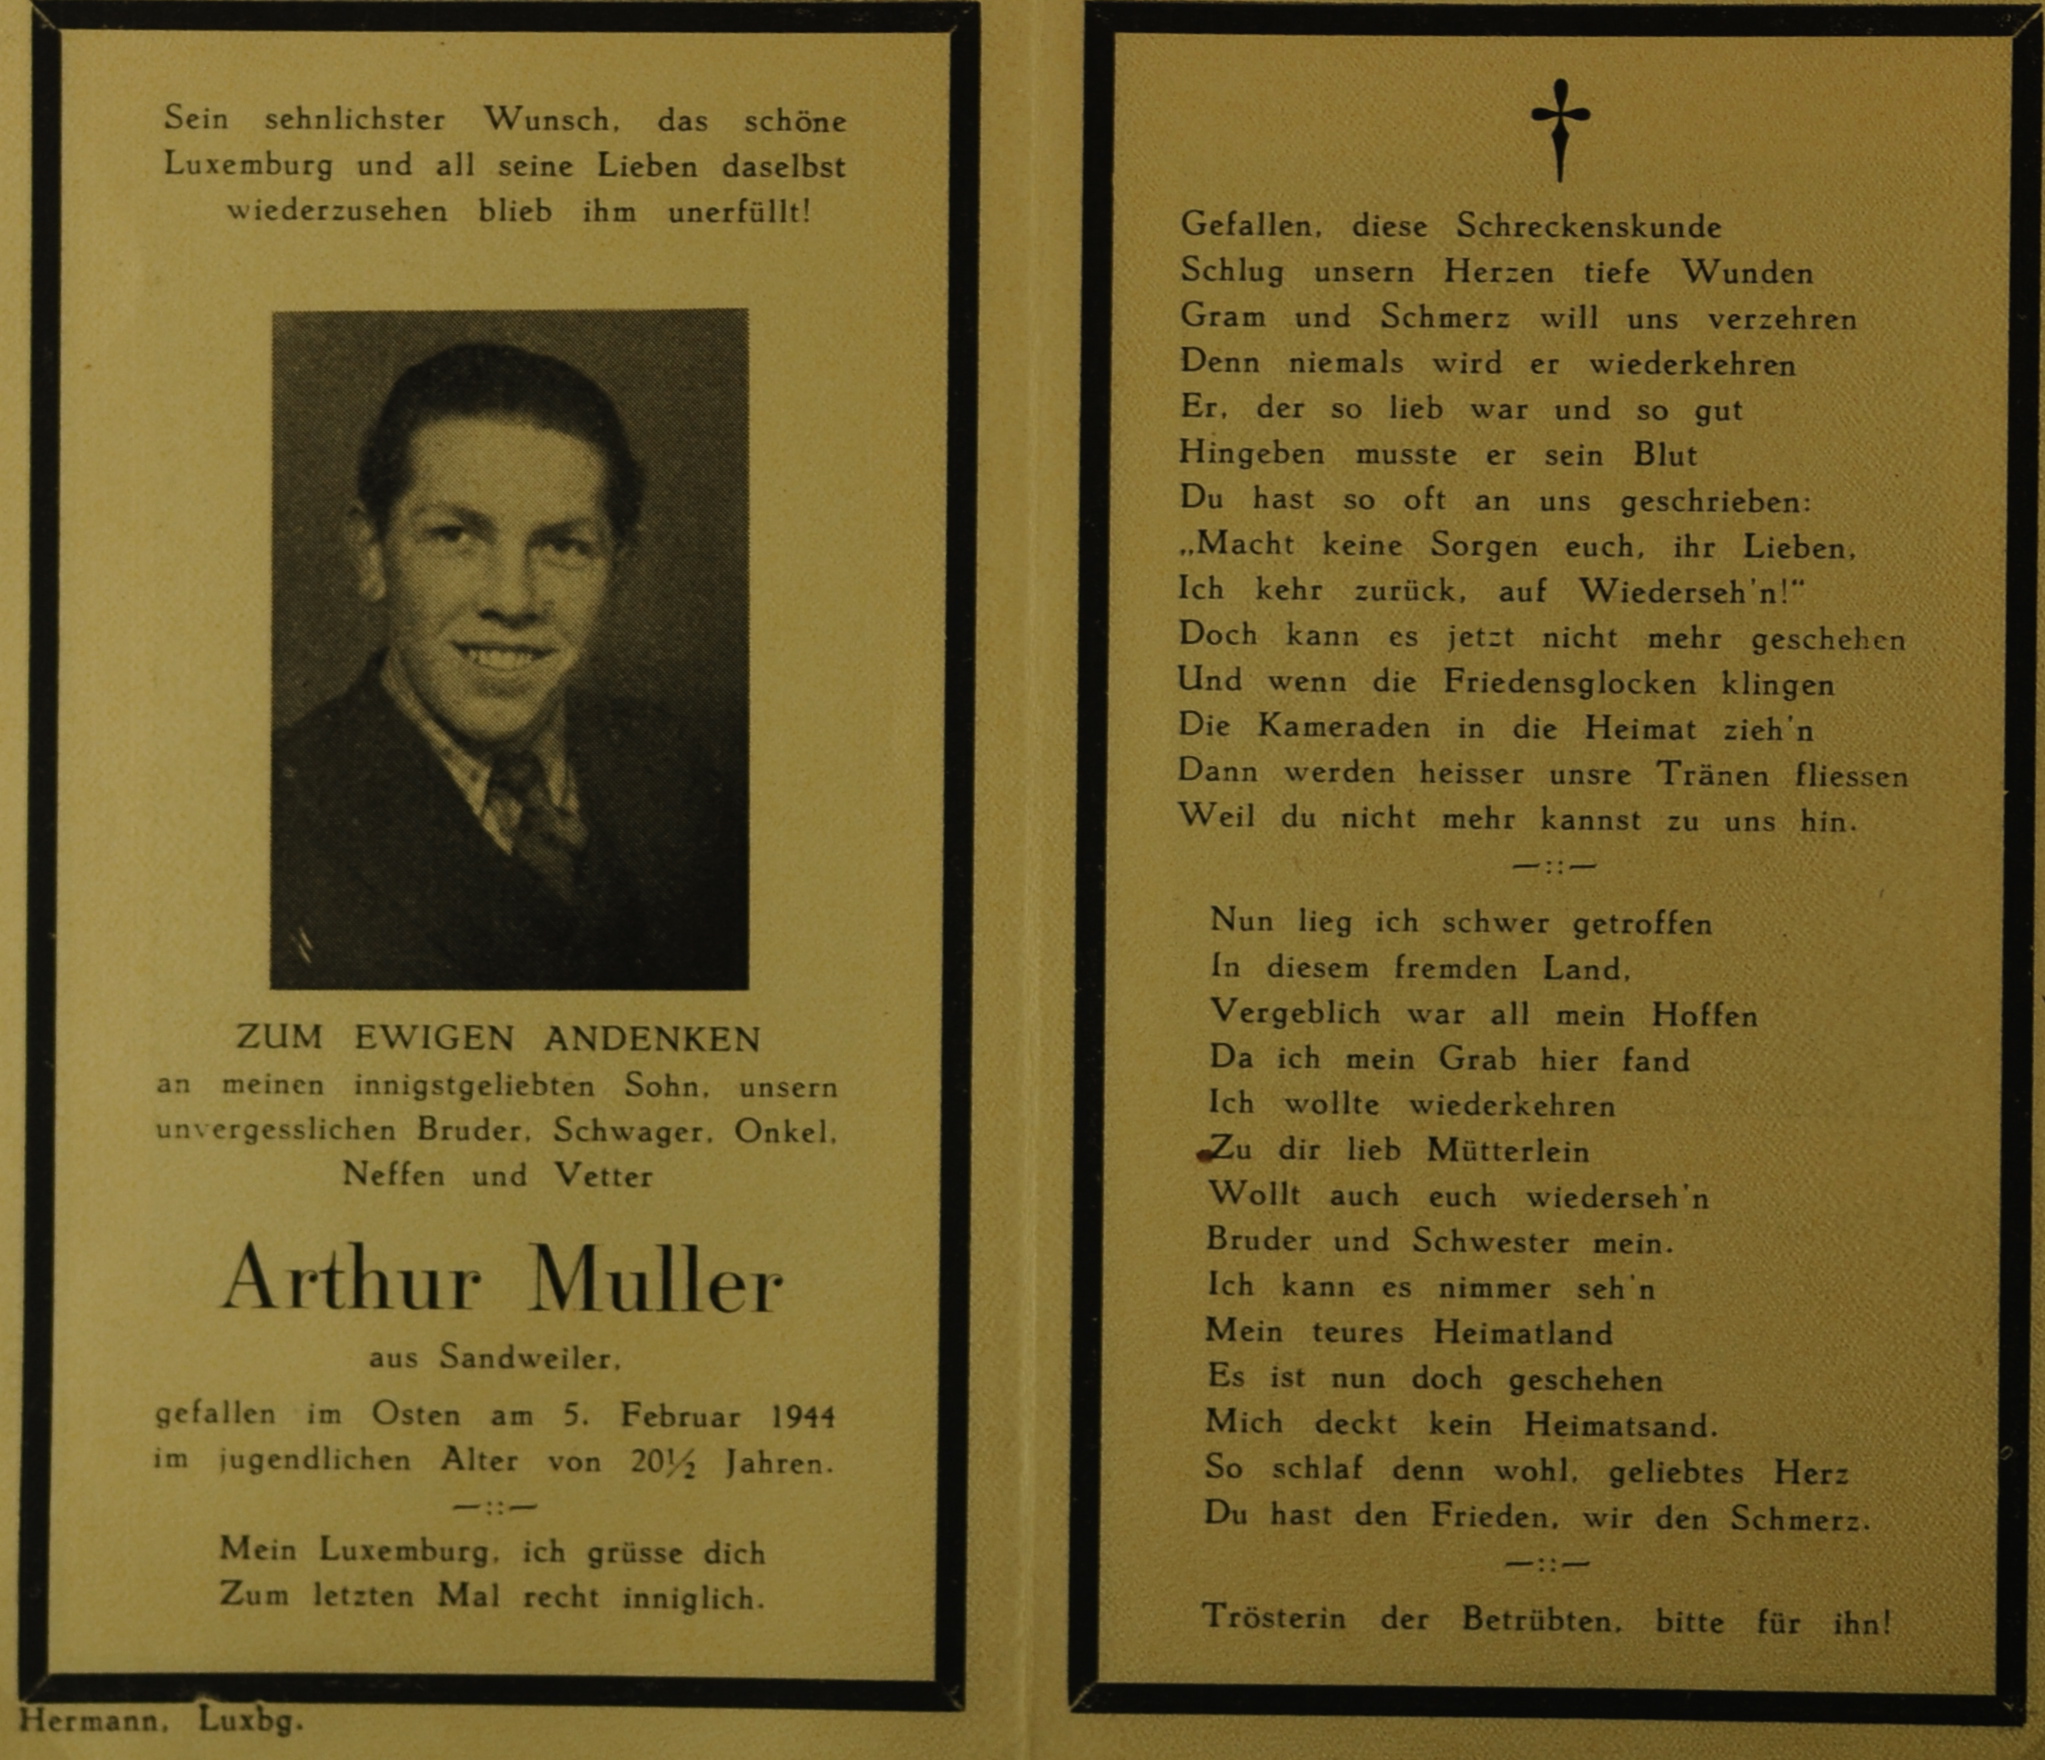 Sein sehnlichster Wunsch, das schöne
Luxemburg und all seine Lieben daselbst
wiederzusehen blieb ihm unerfüllt!
ZUM EWIGEN ANDENKEN
an meinen innigstgeliebten Sohn, unsern
unvergesslichen Bruder, Schwager, Onkel,
Neffen und Vetter
Arthur Muller
aus Sandweiler,
gefallen im Osten am 5. Februar 1944
im jugendlichen Alter von 20½ Jahren.
—::—
Mein Luxemburg, ich grüsse dich
Zum letzten Mal recht inniglich.
Hermann, Luxbg.
Gefallen, diese Schreckenskunde
Schlug unsern Herzen tiefe Wunden
Gram und Schmerz will uns verzehren
Denn niemals wird er wiederkehren
Er, der so lieb war und so gut
Hingeben musste er sein Blut
Du hast so oft an uns geschrieben:
„Macht keine Sorgen euch, ihr Lieben,
Ich kehr zurück, auf Wiederseh'n!“
Doch kann es jetzt nicht mehr geschehen
Und wenn die Friedensglocken klingen
Die Kameraden in die Heimat zieh'n
Dann werden heisser unsre Tränen fliessen
Weil du nicht mehr kannst zu uns hin.
—::—
Nun lieg ich schwer getroffen
In diesem fremden Land,
Vergeblich war all mein Hoffen
Da ich mein Grab hier fand
Ich wollte wiederkehren
Zu dir lieb Mütterlein
Wollt auch euch wiederseh'n
Bruder und Schwester mein.
Ich kann es nimmer seh'n
Mein teures Heimatland
Es ist nun doch geschehen
Mich deckt kein Heimatsand.
So schlaf denn wohl, geliebtes Herz
Du hast den Frieden, wir den Schmerz.
—::—
Trösterin der Betrübten, bitte für ihn!